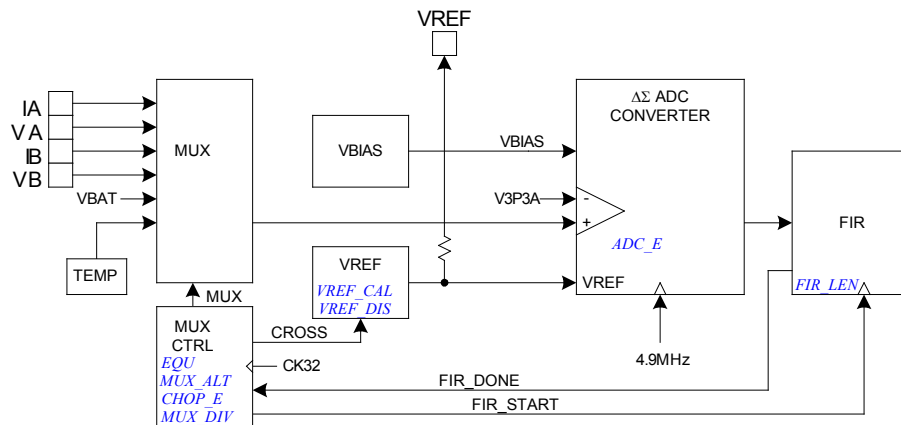 VREF
IA
VA
IB
VB
VBAT
TEMP
MUX
VBIAS
VBIAS
V3P3A
-
+
ΔΣ ADC
CONVERTER
ADC_E
VREF
FIR
FIR_LEN
VREF
VREF_CAL
VREF_DIS
MUX
MUX
CTRL
EQU
MUX_ALT
CHOP_E
MUX_DIV
CROSS
CK32
4.9MHz
FIR_DONE
FIR_START